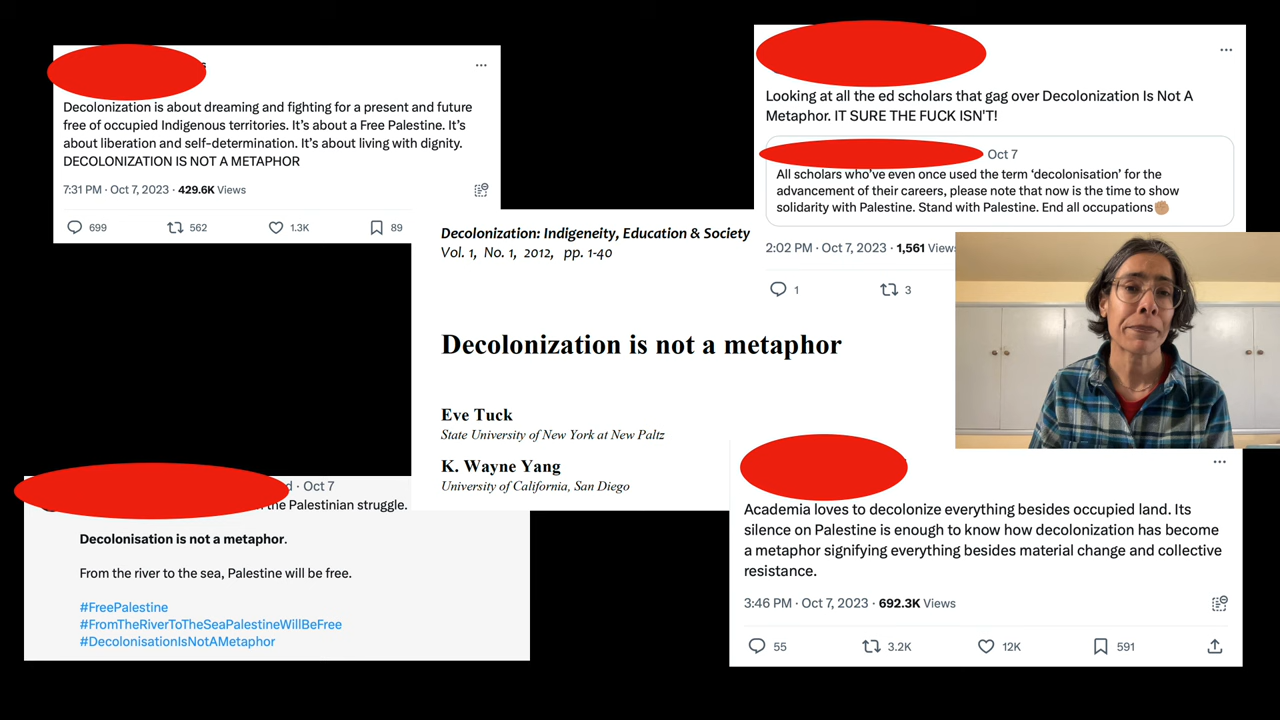 Decolonization is about dreaming and fighting for a present and future
free of occupied Indigenous territories. It's about a Free Palestine. It's
about liberation and self-determination. It's about living with dignity.
DECOLONIZATION IS NOT A METAPHOR
7:31 PM · Oct 7, 2023 · 429.6K Views
699 562 1.3K 89
Looking at all the ed scholars that gag over Decolonization Is Not A
Metaphor. IT SURE THE FUCK ISN'T!
Oct 7
All scholars who've even once used the term 'decolonisation' for the
advancement of their careers, please note that now is the time to show
solidarity with Palestine. Stand with Palestine. End all occupations✊🏽
2:02 PM · Oct 7, 2023 · 1,561 Views
1 3
Decolonization: Indigeneity, Education & Society
Vol. 1, No. 1, 2012, pp. 1-40
Decolonization is not a metaphor
Eve Tuck
State University of New York at New Paltz
K. Wayne Yang
University of California, San Diego
· Oct 7
the Palestinian struggle.
Decolonisation is not a metaphor.
From the river to the sea, Palestine will be free.
#FreePalestine
#FromTheRiverToTheSeaPalestineWillBeFree
#DecolonisationIsNotAMetaphor
Academia loves to decolonize everything besides occupied land. Its
silence on Palestine is enough to know how decolonization has become
a metaphor signifying everything besides material change and collective
resistance.
3:46 PM · Oct 7, 2023 · 692.3K Views
55 3.2K 12K 591